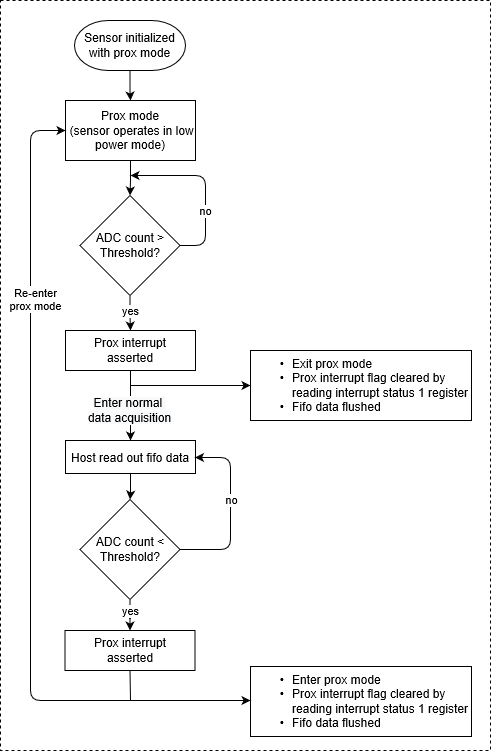 Sensor initialized
with prox mode
Prox mode
(sensor operates in low
power mode)
no
ADC count >
Threshold?
Re-enter
prox mode
yes
Prox interrupt
asserted
• Exit prox mode
• Prox interrupt flag cleared by
reading interrupt status 1 register
• Fifo data flushed
Enter normal
data acquisition
Host read out fifo data
no
ADC count <
Threshold?
yes
Prox interrupt
asserted
• Enter prox mode
• Prox interrupt flag cleared by
reading interrupt status 1 register
• Fifo data flushed